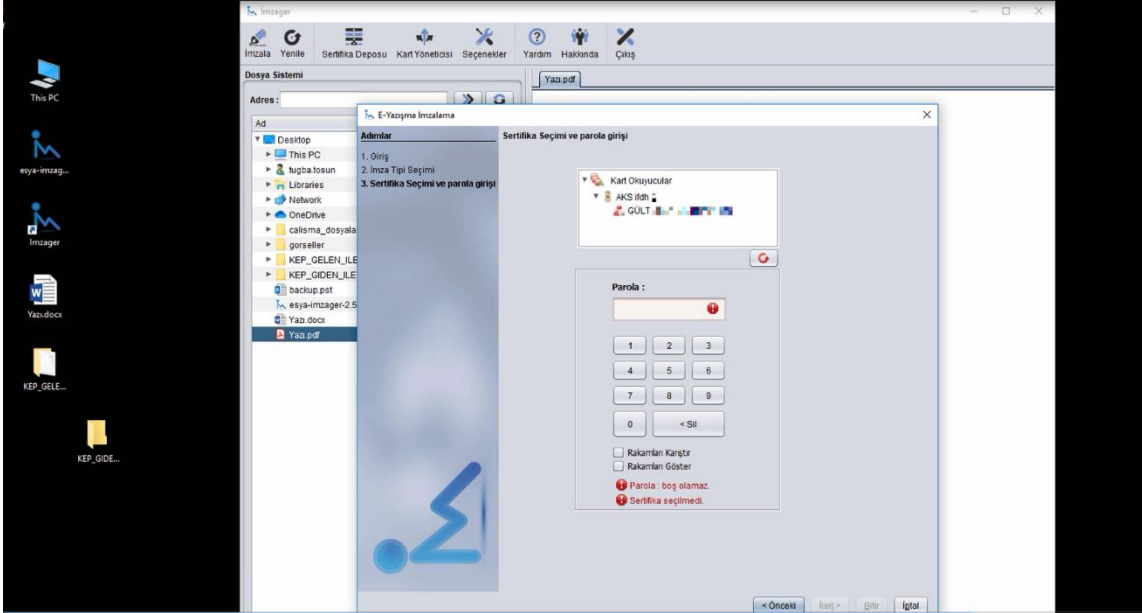 İmzager
İmzala
Yenile
Sertifika Deposu
Kart Yöneticisi
Seçenekler
Yardım
Hakkında
Çıkış
Dosya Sistemi
Yazı.pdf
Adres :
Ad
Desktop
This PC
tugba.tosun
Libraries
Network
OneDrive
calisma_dosyala
gorseller
KEP_GELEN_ILE
KEP_GIDEN_ILE
backup.pst
esya-imzager-2.5
Yazı.docx
Yazı.pdf
This PC
esya-imzag...
İmzager
Yazı.docx
KEP_GELE...
KEP_GIDE...
E-Yazışma İmzalama
Adımlar
1. Giriş
2. İmza Tipi Seçimi
3. Sertifika Seçimi ve parola girişi
Sertifika Seçimi ve parola girişi
Kart Okuyucular
AKS ifdh
GÜLT
Parola :
1 2 3
4 5 6
7 8 9
0 < Sil
Rakamları Karıştır
Rakamları Göster
Parola : boş olamaz.
Sertifika seçilmedi.
< Önceki
İleri >
Bitir
İptal